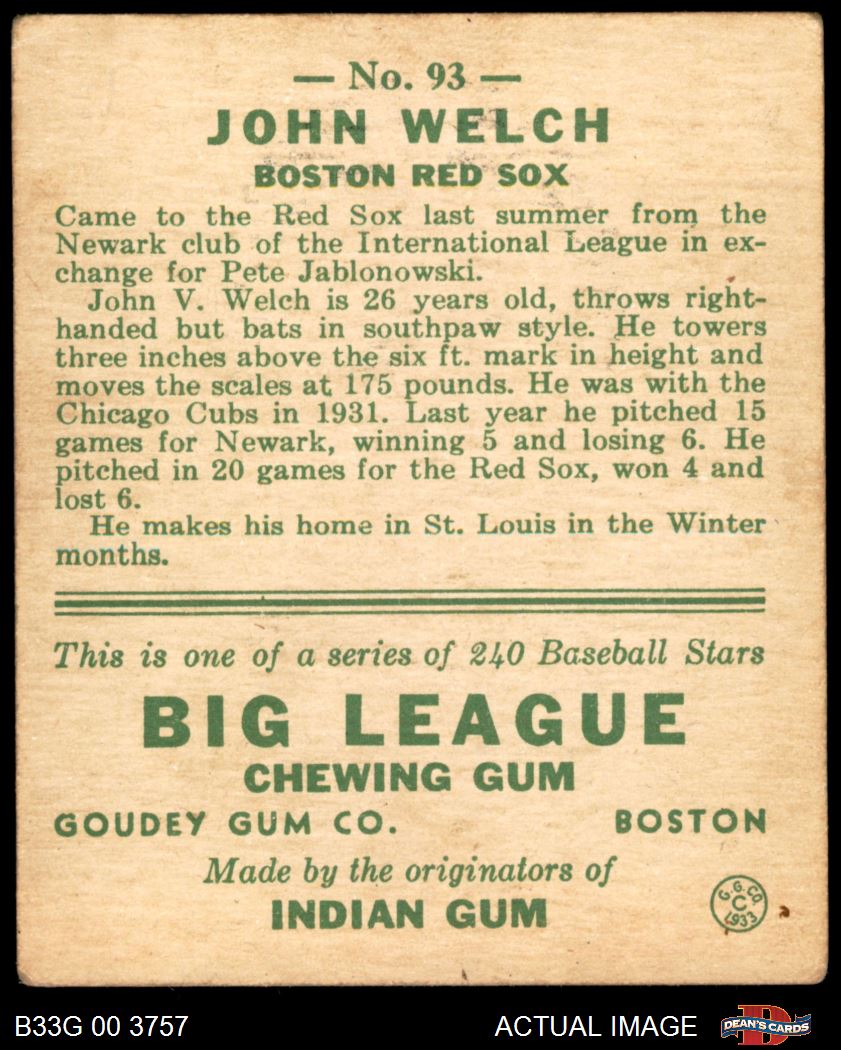 — No. 93 —
JOHN WELCH
BOSTON RED SOX
Came to the Red Sox last summer from the
Newark club of the International League in ex-
change for Pete Jablonowski.
John V. Welch is 26 years old, throws right-
handed but bats in southpaw style. He towers
three inches above the six ft. mark in height and
moves the scales at 175 pounds. He was with the
Chicago Cubs in 1931. Last year he pitched 15
games for Newark, winning 5 and losing 6. He
pitched in 20 games for the Red Sox, won 4 and
lost 6.
He makes his home in St. Louis in the Winter
months.
This is one of a series of 240 Baseball Stars
BIG LEAGUE
CHEWING GUM
GOUDEY GUM CO. BOSTON
Made by the originators of
INDIAN GUM
G.G.CO.
C
1933
B33G 00 3757 ACTUAL IMAGE D DEAN'S CARDS